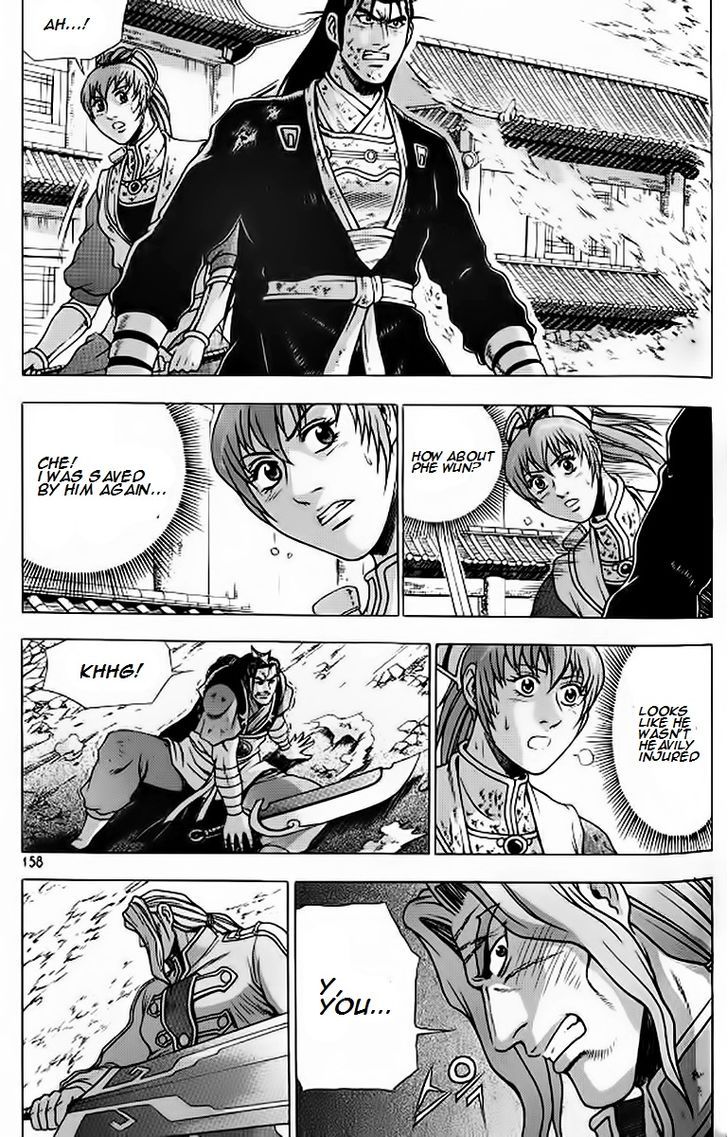 AH...!
CHE!
I WAS SAVED
BY HIM AGAIN...
HOW ABOUT
PHE WUN?
KHHG!
LOOKS
LIKE HE
WASN'T
HEAVILY
INJURED
158
Y,
YOU...